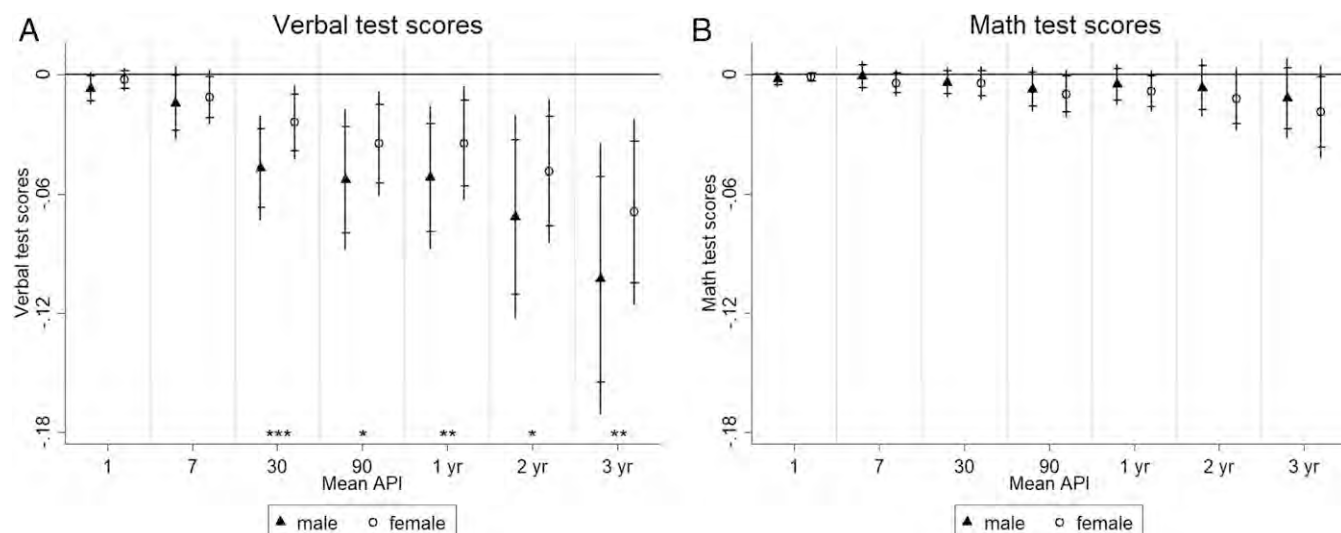 A
Verbal test scores
Verbal test scores
0
-.06
-.12
-.18
*** * ** * **
1 7 30 90 1 yr 2 yr 3 yr
Mean API
male female
B
Math test scores
Math test scores
0
-.06
-.12
-.18
1 7 30 90 1 yr 2 yr 3 yr
Mean API
male female